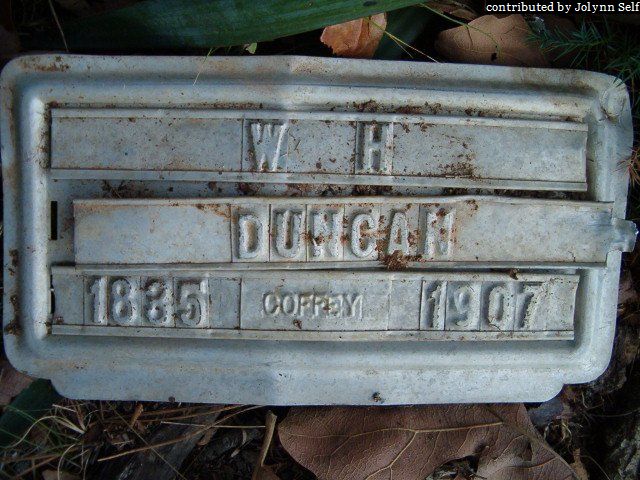 contributed by Jolynn Self
W H
DUNCAN
1835 COFFEY 1907